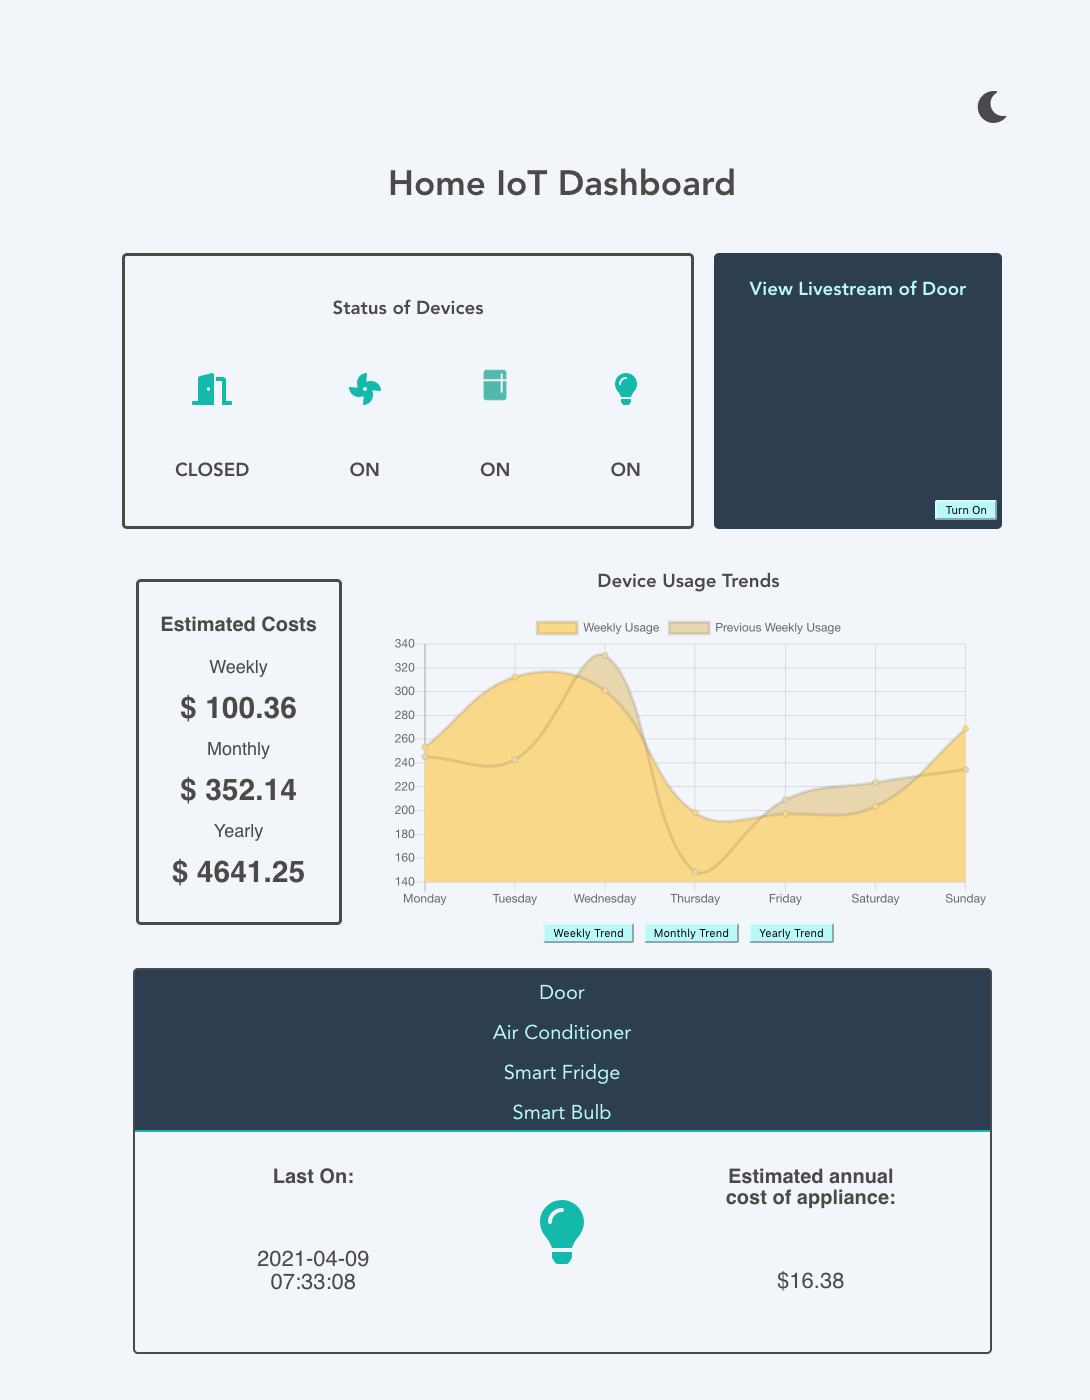 Home IoT Dashboard
Status of Devices
CLOSED
ON
ON
ON
View Livestream of Door
Turn On
Estimated Costs
Weekly
$ 100.36
Monthly
$ 352.14
Yearly
$ 4641.25
Device Usage Trends
Weekly Usage
Previous Weekly Usage
340
320
300
280
260
240
220
200
180
160
140
Monday
Tuesday
Wednesday
Thursday
Friday
Saturday
Sunday
Weekly Trend
Monthly Trend
Yearly Trend
Door
Air Conditioner
Smart Fridge
Smart Bulb
Last On:
2021-04-09
07:33:08
Estimated annual
cost of appliance:
$16.38